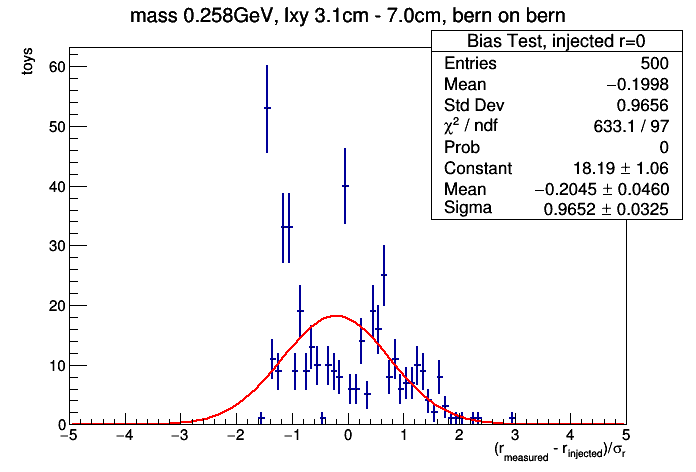 mass 0.258GeV, lxy 3.1cm - 7.0cm, bern on bern
Bias Test, injected r=0
Entries 500
Mean −0.1998
Std Dev 0.9656
χ² / ndf 633.1 / 97
Prob 0
Constant 18.19 ± 1.06
Mean −0.2045 ± 0.0460
Sigma 0.9652 ± 0.0325
toys
60
50
40
30
20
10
0
−5 −4 −3 −2 −1 0 1 2 3 4 5
(r_measured - r_injected)/σ_r